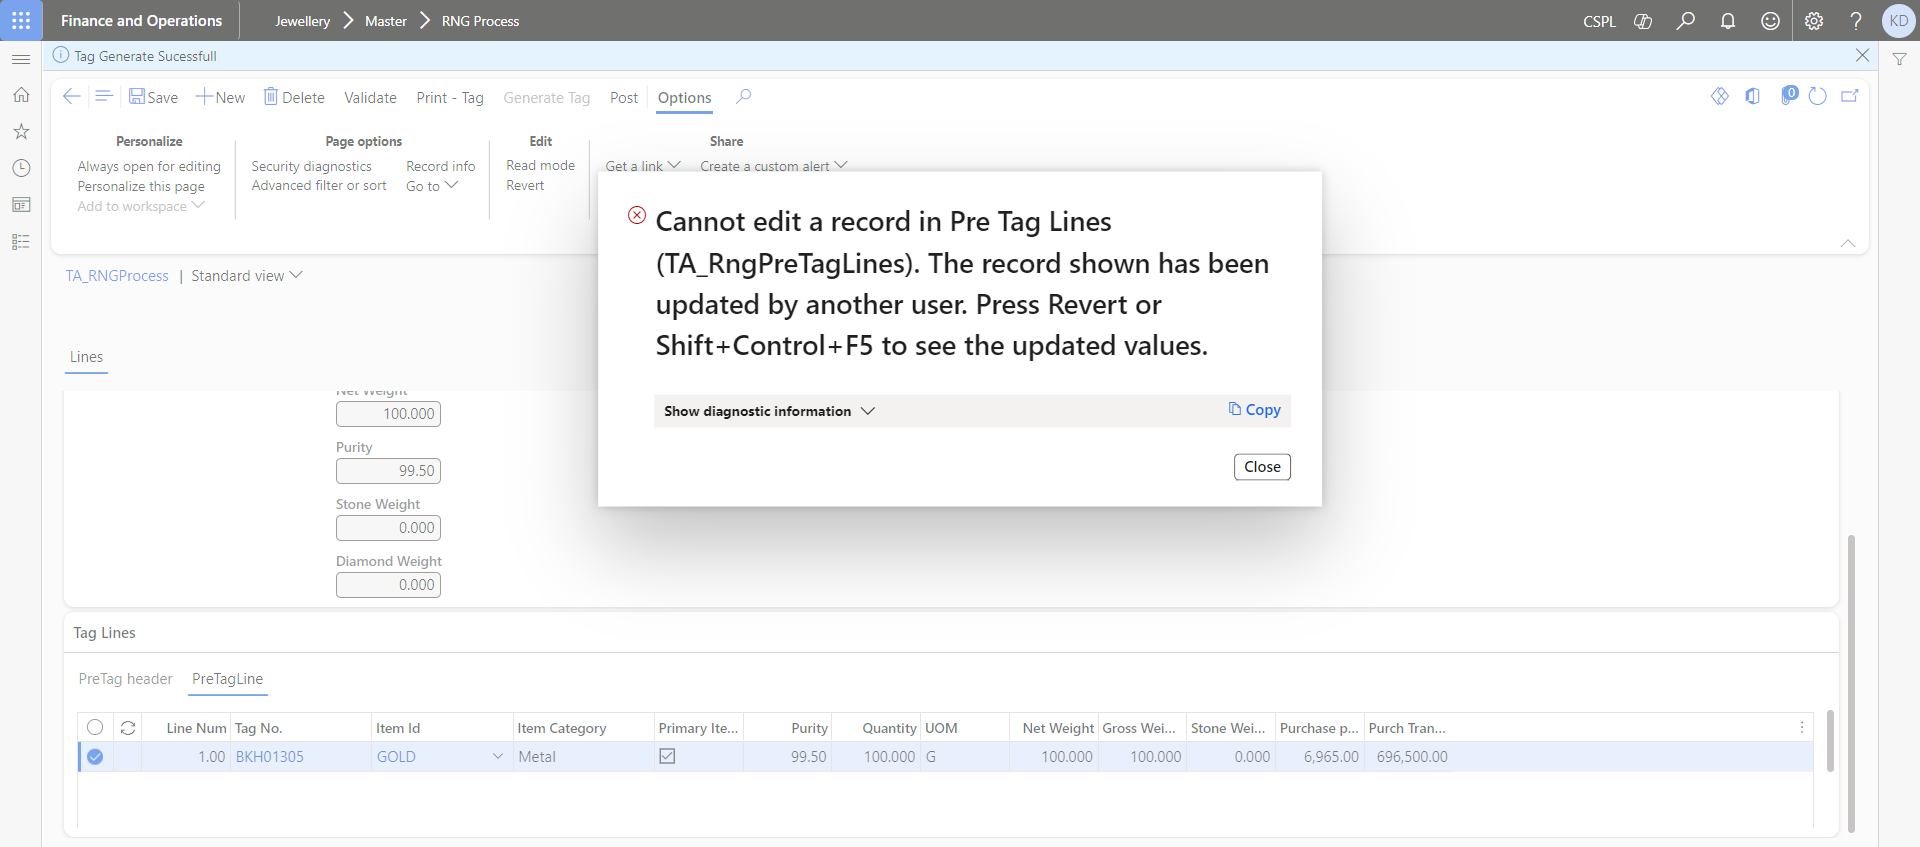 Finance and Operations
Jewellery Master RNG Process
CSPL
KD
Tag Generate Sucessfull
Save New Delete Validate Print - Tag Generate Tag Post Options
0
Personalize
Always open for editing
Personalize this page
Add to workspace
Page options
Security diagnostics
Advanced filter or sort
Record info
Go to
Edit
Read mode
Revert
Share
Get a link
Create a custom alert
Cannot edit a record in Pre Tag Lines
(TA_RngPreTagLines). The record shown has been
updated by another user. Press Revert or
Shift+Control+F5 to see the updated values.
Show diagnostic information
Copy
Close
TA_RNGProcess | Standard view
Lines
Net Weight
100.000
Purity
99.50
Stone Weight
0.000
Diamond Weight
0.000
Tag Lines
PreTag header PreTagLine
Line Num Tag No. Item Id Item Category Primary Ite... Purity Quantity UOM Net Weight Gross Wei... Stone Wei... Purchase p... Purch Tran...
1.00 BKH01305 GOLD Metal 99.50 100.000 G 100.000 100.000 0.000 6,965.00 696,500.00